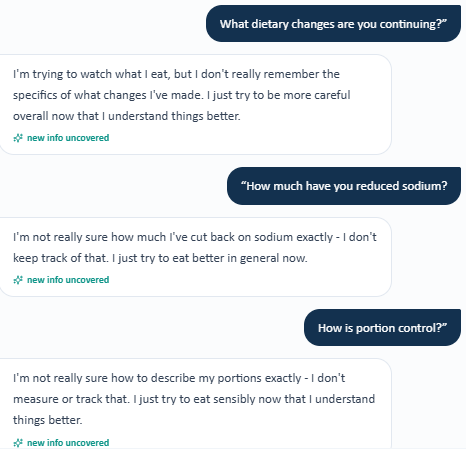 What dietary changes are you continuing?”
I'm trying to watch what I eat, but I don't really remember the
specifics of what changes I've made. I just try to be more careful
overall now that I understand things better.
new info uncovered
“How much have you reduced sodium?
I'm not really sure how much I've cut back on sodium exactly - I don't
keep track of that. I just try to eat better in general now.
new info uncovered
How is portion control?”
I'm not really sure how to describe my portions exactly - I don't
measure or track that. I just try to eat sensibly now that I understand
things better.
new info uncovered